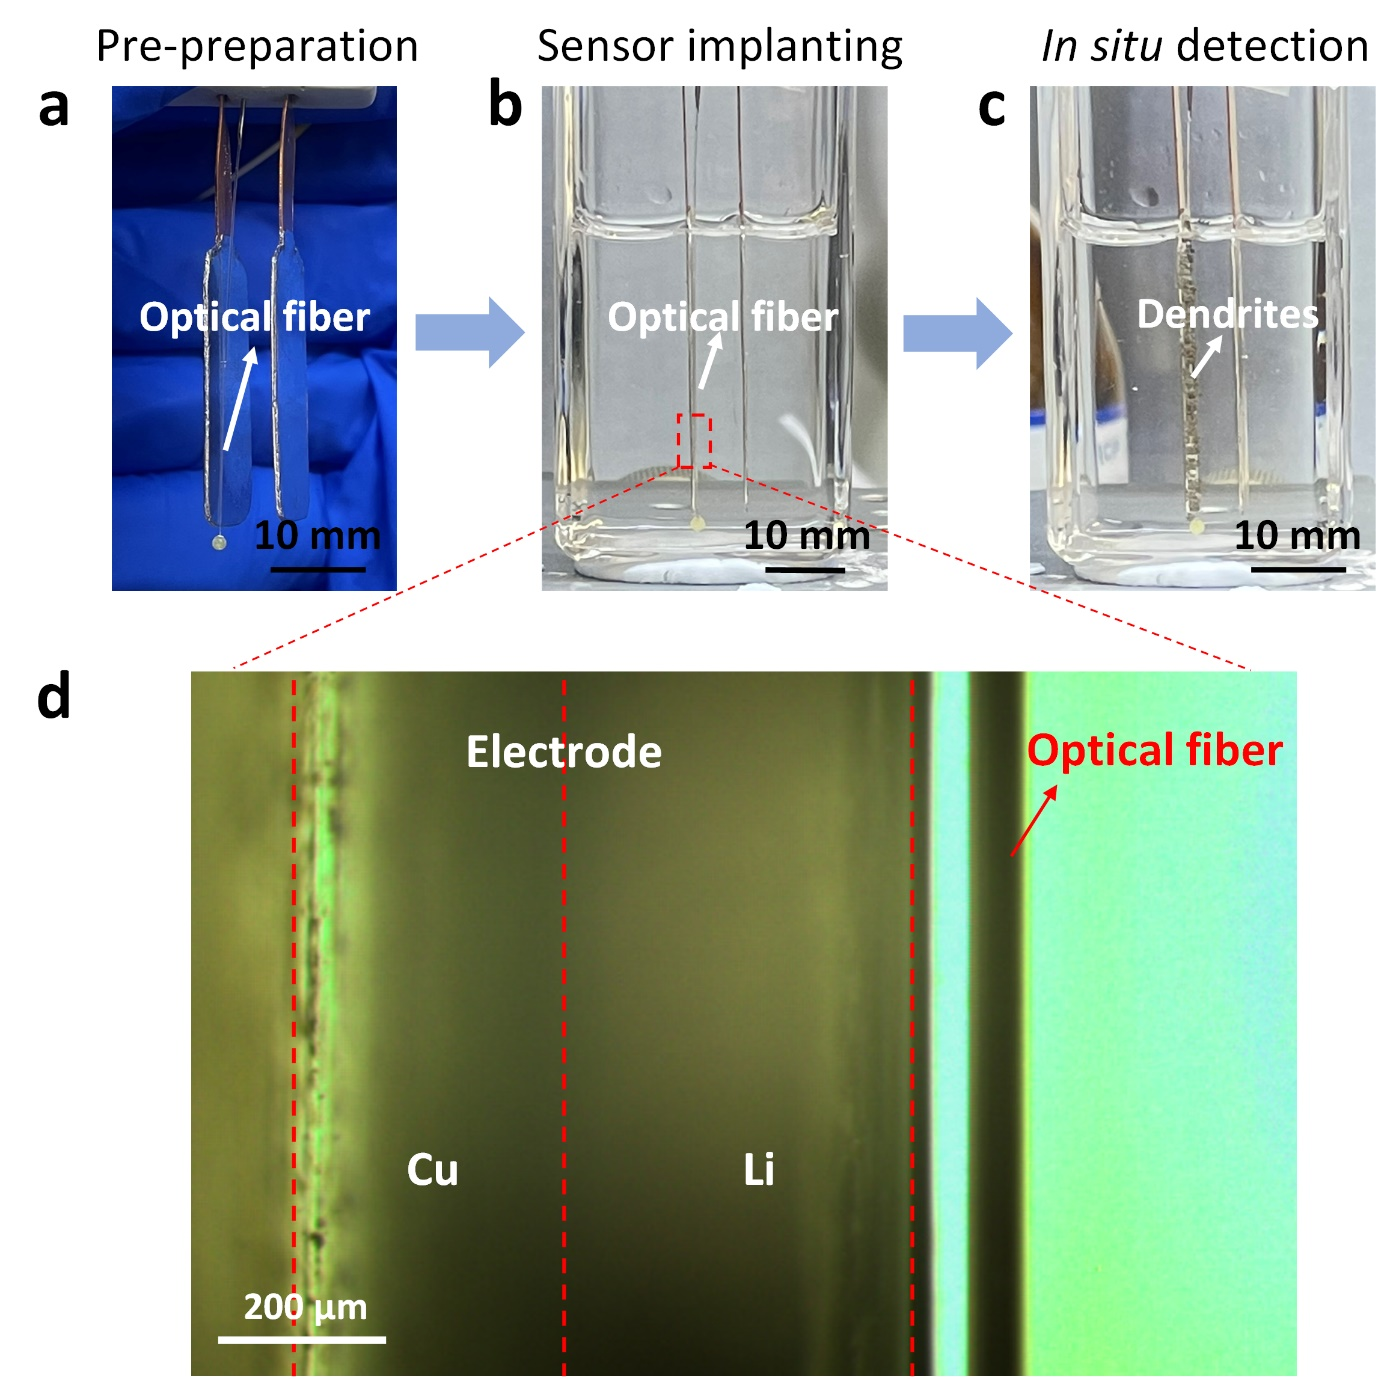 Pre-preparation
Sensor implanting
In situ detection
a
b
c
Optical fiber
Optical fiber
Dendrites
10 mm
10 mm
10 mm
d
Electrode
Optical fiber
Cu
Li
200 μm